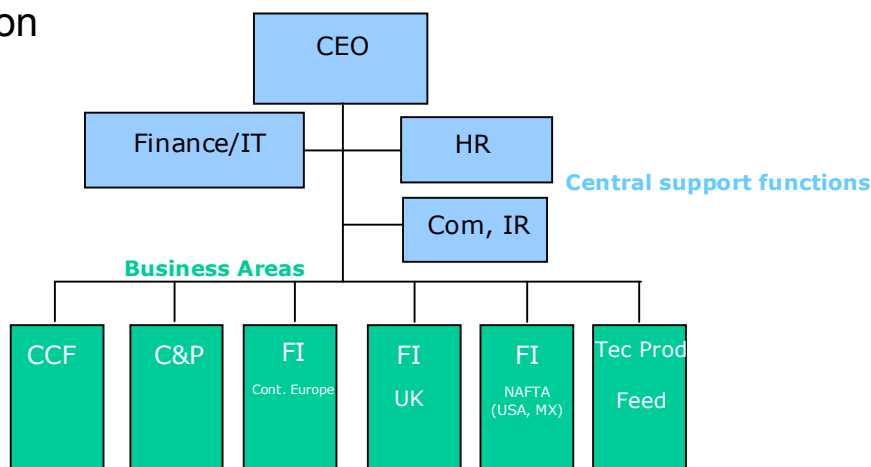 on
CEO
Finance/IT
HR
Central support functions
Com, IR
Business Areas
CCF
C&P
FI
Cont. Europe
FI
UK
FI
NAFTA
(USA, MX)
Tec Prod
Feed